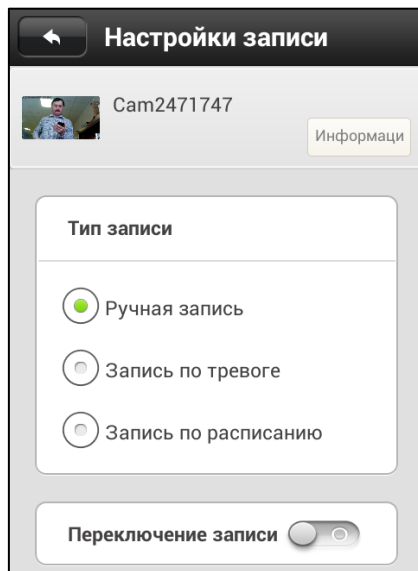 Настройки записи
Cam2471747
Информаци
Тип записи
Ручная запись
Запись по тревоге
Запись по расписанию
Переключение записи